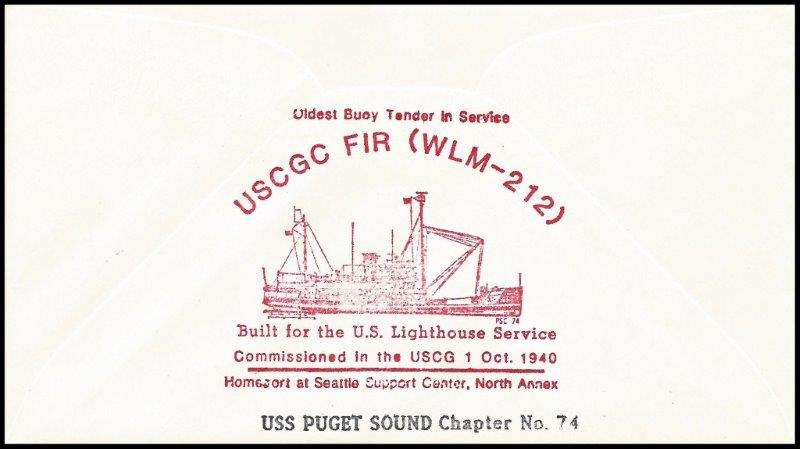 Oldest Buoy Tender in Service
USCGC FIR (WLM-212)
PSC 74
Built for the U.S. Lighthouse Service
Commissioned in the USCG 1 Oct. 1940
Homeport at Seattle Support Center, North Annex
USS PUGET SOUND Chapter No. 74